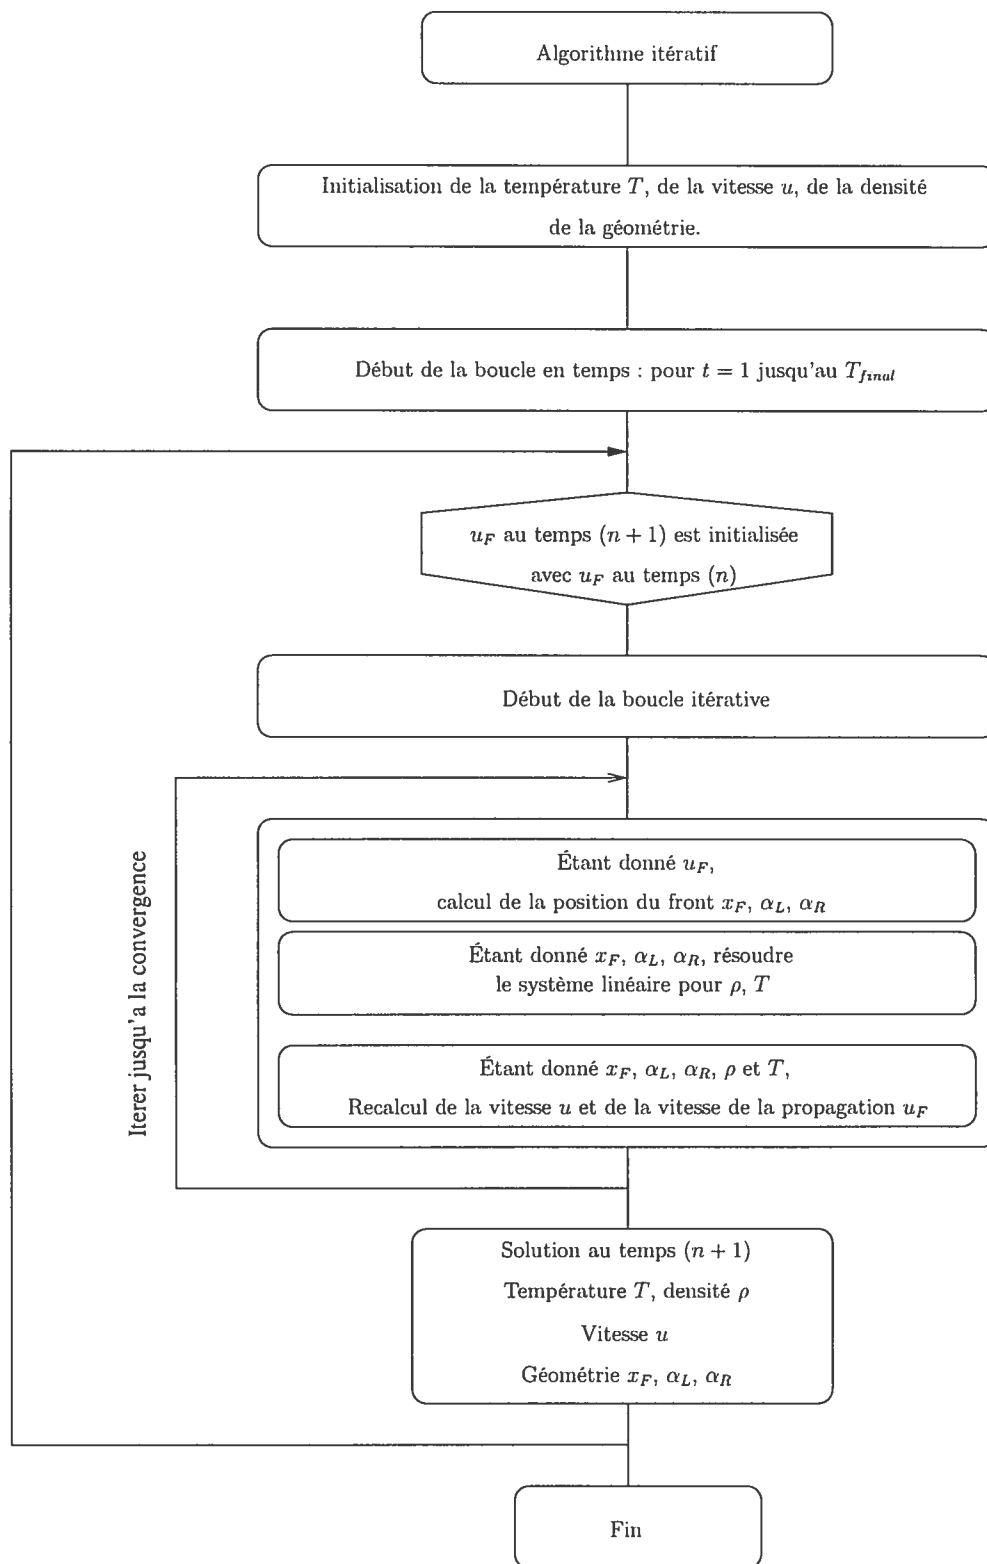 Algorithme itératif
Initialisation de la température T, de la vitesse u, de la densité
de la géométrie.
Début de la boucle en temps : pour t = 1 jusqu'au T_{final}
u_F au temps (n + 1) est initialisée
avec u_F au temps (n)
Début de la boucle itérative
Iterer jusqu'a la convergence
Étant donné u_F,
calcul de la position du front x_F, α_L, α_R
Étant donné x_F, α_L, α_R, résoudre
le système linéaire pour ρ, T
Étant donné x_F, α_L, α_R, ρ et T,
Recalcul de la vitesse u et de la vitesse de la propagation u_F
Solution au temps (n + 1)
Température T, densité ρ
Vitesse u
Géométrie x_F, α_L, α_R
Fin